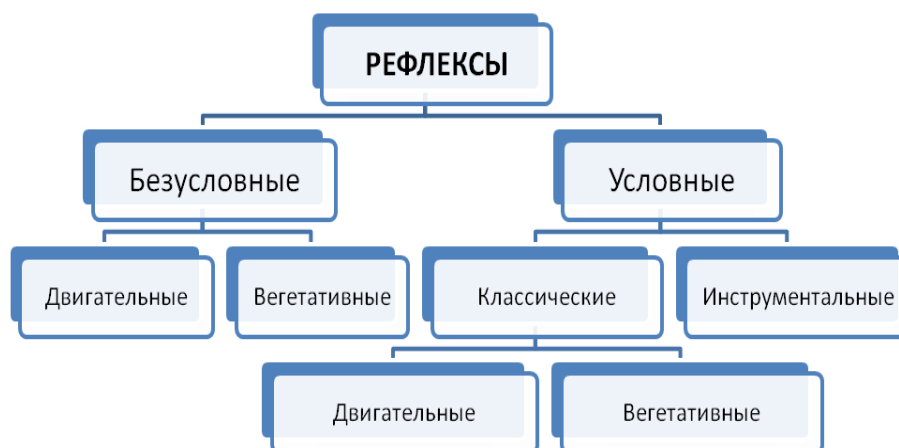 РЕФЛЕКСЫ
Безусловные
Условные
Двигательные
Вегетативные
Классические
Инструментальные
Двигательные
Вегетативные